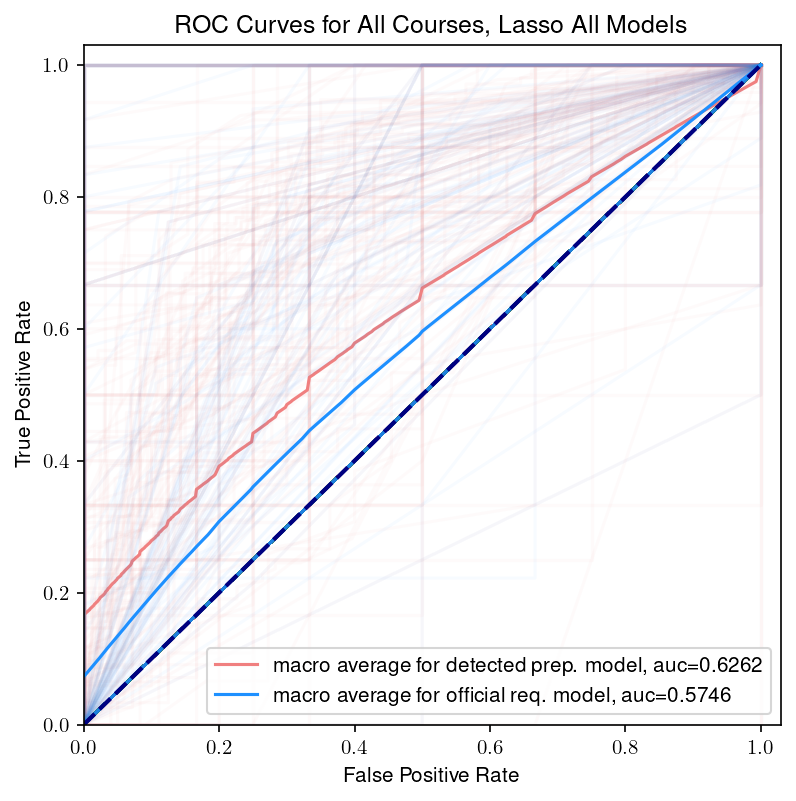 ROC Curves for All Courses, Lasso All Models
True Positive Rate
1.0
0.8
0.6
0.4
0.2
0.0
macro average for detected prep. model, auc=0.6262
macro average for official req. model, auc=0.5746
0.0 0.2 0.4 0.6 0.8 1.0
False Positive Rate